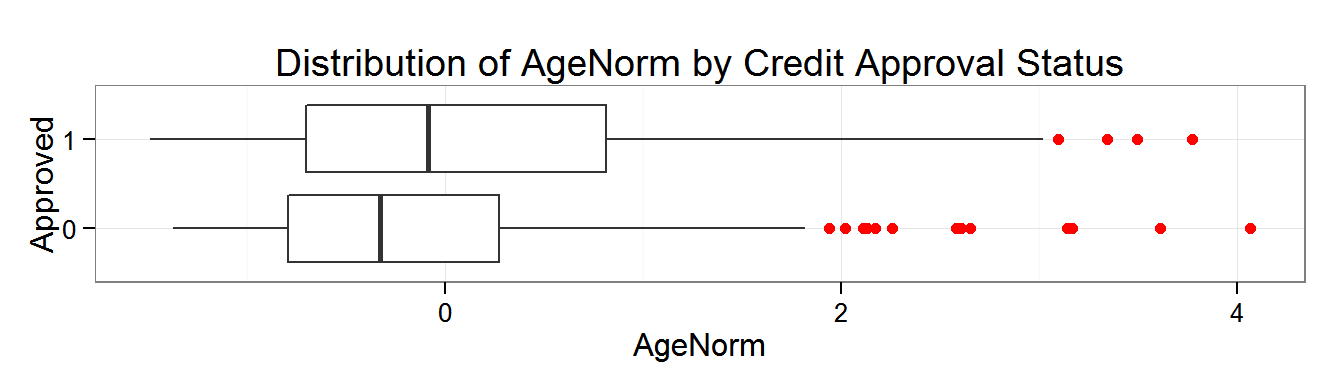 Distribution of AgeNorm by Credit Approval Status
Approved
1
0
0 2 4
AgeNorm